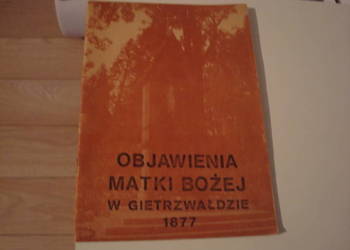 OBJAWIENIA
MATKI BOŻEJ
W GIETRZWAŁDZIE
1877